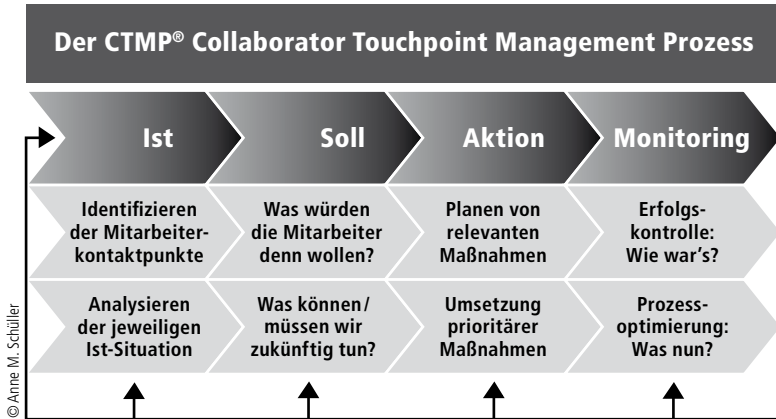 Der CTMP® Collaborator Touchpoint Management Prozess
Ist
Soll
Aktion
Monitoring
Identifizieren
der Mitarbeiter-
kontaktpunkte
Was würden
die Mitarbeiter
denn wollen?
Planen von
relevanten
Maßnahmen
Erfolgs-
kontrolle:
Wie war's?
Analysieren
der jeweiligen
Ist-Situation
Was können/
müssen wir
zukünftig tun?
Umsetzung
prioritärer
Maßnahmen
Prozess-
optimierung:
Was nun?
© Anne M. Schüller